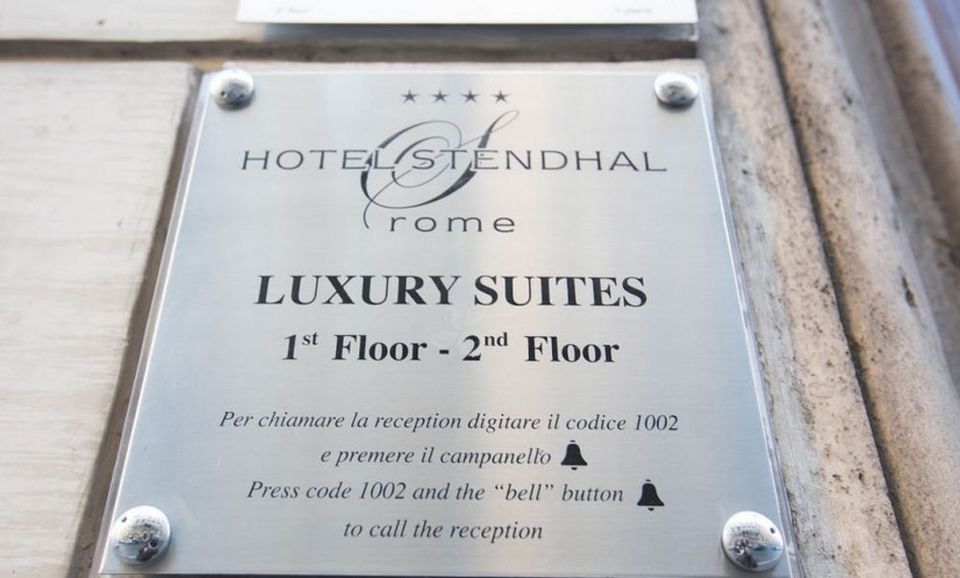 ★★★★
HOTEL STENDHAL
S
rome
LUXURY SUITES
1st Floor - 2nd Floor
Per chiamare la reception digitare il codice 1002
e premere il campanello
Press code 1002 and the “bell” button
to call the reception